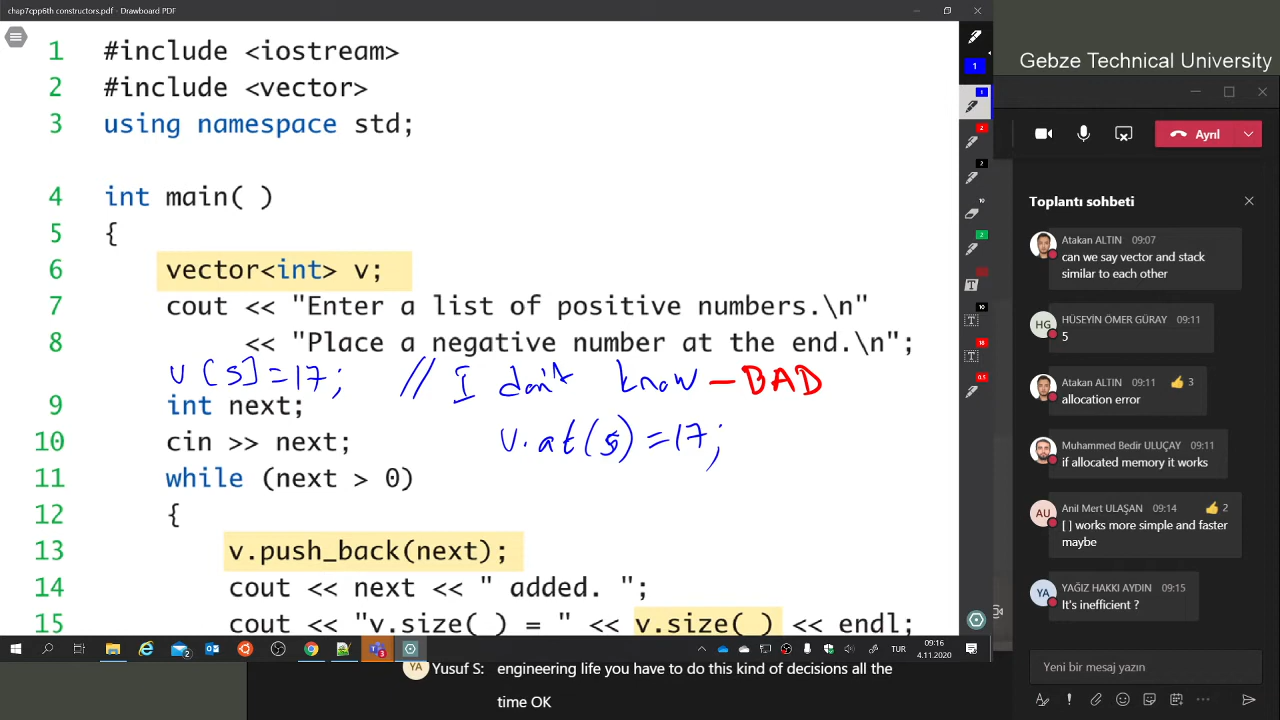 chap7cpp6th constructors.pdf - Drawboard PDF
1 #include <iostream>
2 #include <vector>
3 using namespace std;
4 int main( )
5 {
6 vector<int> v;
7 cout << "Enter a list of positive numbers.\n"
8 << "Place a negative number at the end.\n";
v[5]=17; // I don't know - BAD
9 int next;
10 cin >> next;
v.at(5)=17;
11 while (next > 0)
12 {
13 v.push_back(next);
14 cout << next << " added. ";
15 cout << "v.size( ) = " << v.size( ) << endl;
Gebze Technical University
Ayrıl
Toplantı sohbeti
Atakan ALTIN 09:07
can we say vector and stack
similar to each other
HG
HÜSEYİN ÖMER GÜRAY 09:11
5
Atakan ALTIN 09:11 👍 3
allocation error
Muhammed Bedir ULUÇAY 09:11
if allocated memory it works
AU
Anil Mert ULAŞAN 09:14 👍 2
[ ] works more simple and faster
maybe
YA
YAĞIZ HAKKI AYDIN 09:15
It's inefficient ?
Yeni bir mesaj yazın
TUR
09:16
4.11.2020
YA Yusuf S: engineering life you have to do this kind of decisions all the
time OK